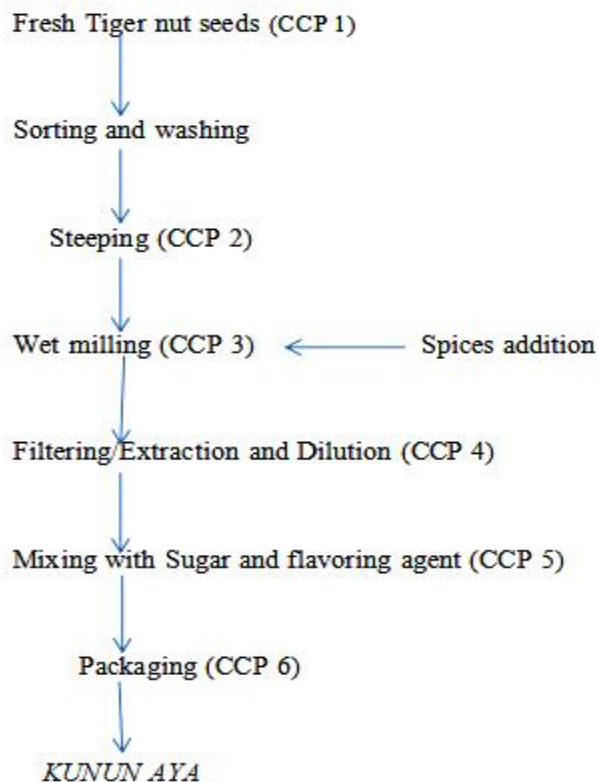 Fresh Tiger nut seeds (CCP 1)
Sorting and washing
Steeping (CCP 2)
Wet milling (CCP 3)
Spices addition
Filtering/Extraction and Dilution (CCP 4)
Mixing with Sugar and flavoring agent (CCP 5)
Packaging (CCP 6)
KUNUN AYA